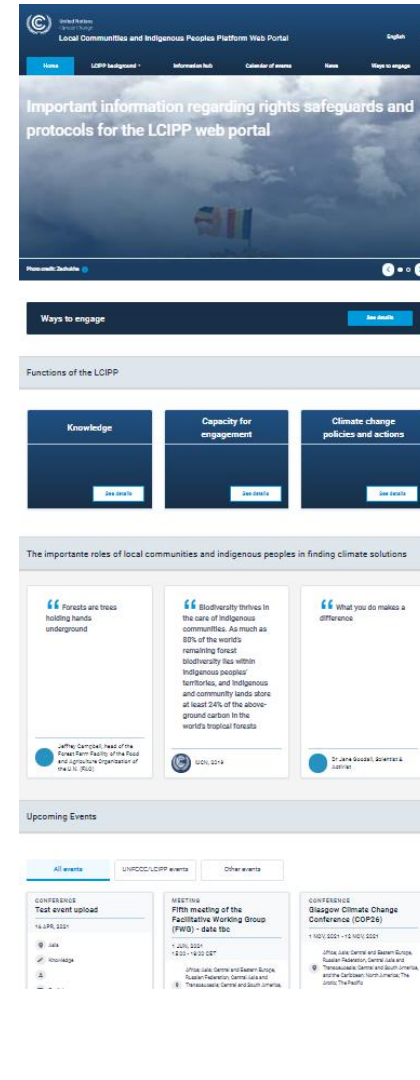 United Nations
Climate Change
Local Communities and Indigenous Peoples Platform Web Portal
English
Home
LCIPP background
Information hub
Calendar of events
News
Ways to engage
Important information regarding rights safeguards and
protocols for the LCIPP web portal
Photo credit:
Ways to engage
See details
Functions of the LCIPP
Knowledge
See details
Capacity for
engagement
See details
Climate change
policies and actions
See details
The importante roles of local communities and indigenous peoples in finding climate solutions
“ Forests are trees
holding hands
underground
Jeffrey Campbell, head of the
Forest Farm Facility of the Food
and Agriculture Organization of
the U.N. (FAO)
“ Biodiversity thrives in
the care of indigenous
communities. As much as
80% of the world's
remaining forest
biodiversity lies within
indigenous peoples'
territories, and indigenous
and community lands store
at least 24% of the above-
ground carbon in the
world's tropical forests
IUCN, 2019
“ What you do makes a
difference
Dr Jane Goodall, Scientist &
Activist
Upcoming Events
All events
UNFCCC/LCIPP events
Other events
CONFERENCE
Test event upload
16 APR, 2021
Asia
Knowledge
MEETING
Fifth meeting of the
Facilitative Working Group
(FWG) - date tbc
1 JUN, 2021
15:00 - 18:00 CET
Africa; Asia; Central and Eastern Europe,
Russian Federation, Central Asia and
Transcaucasia; Central and South America,
CONFERENCE
Glasgow Climate Change
Conference (COP26)
1 NOV, 2021 - 12 NOV, 2021
Africa; Asia; Central and Eastern Europe,
Russian Federation, Central Asia and
Transcaucasia; Central and South America,
and the Caribbean; North America; The
Arctic; The Pacific